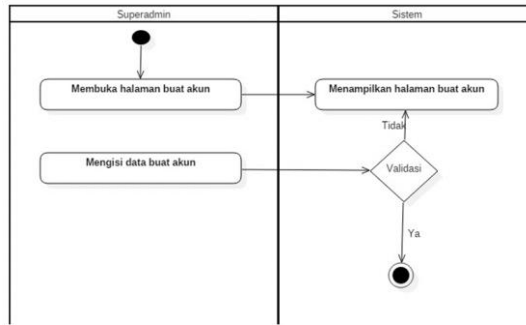 Superadmin
Sistem
Membuka halaman buat akun
Menampilkan halaman buat akun
Tidak
Mengisi data buat akun
Validasi
Ya